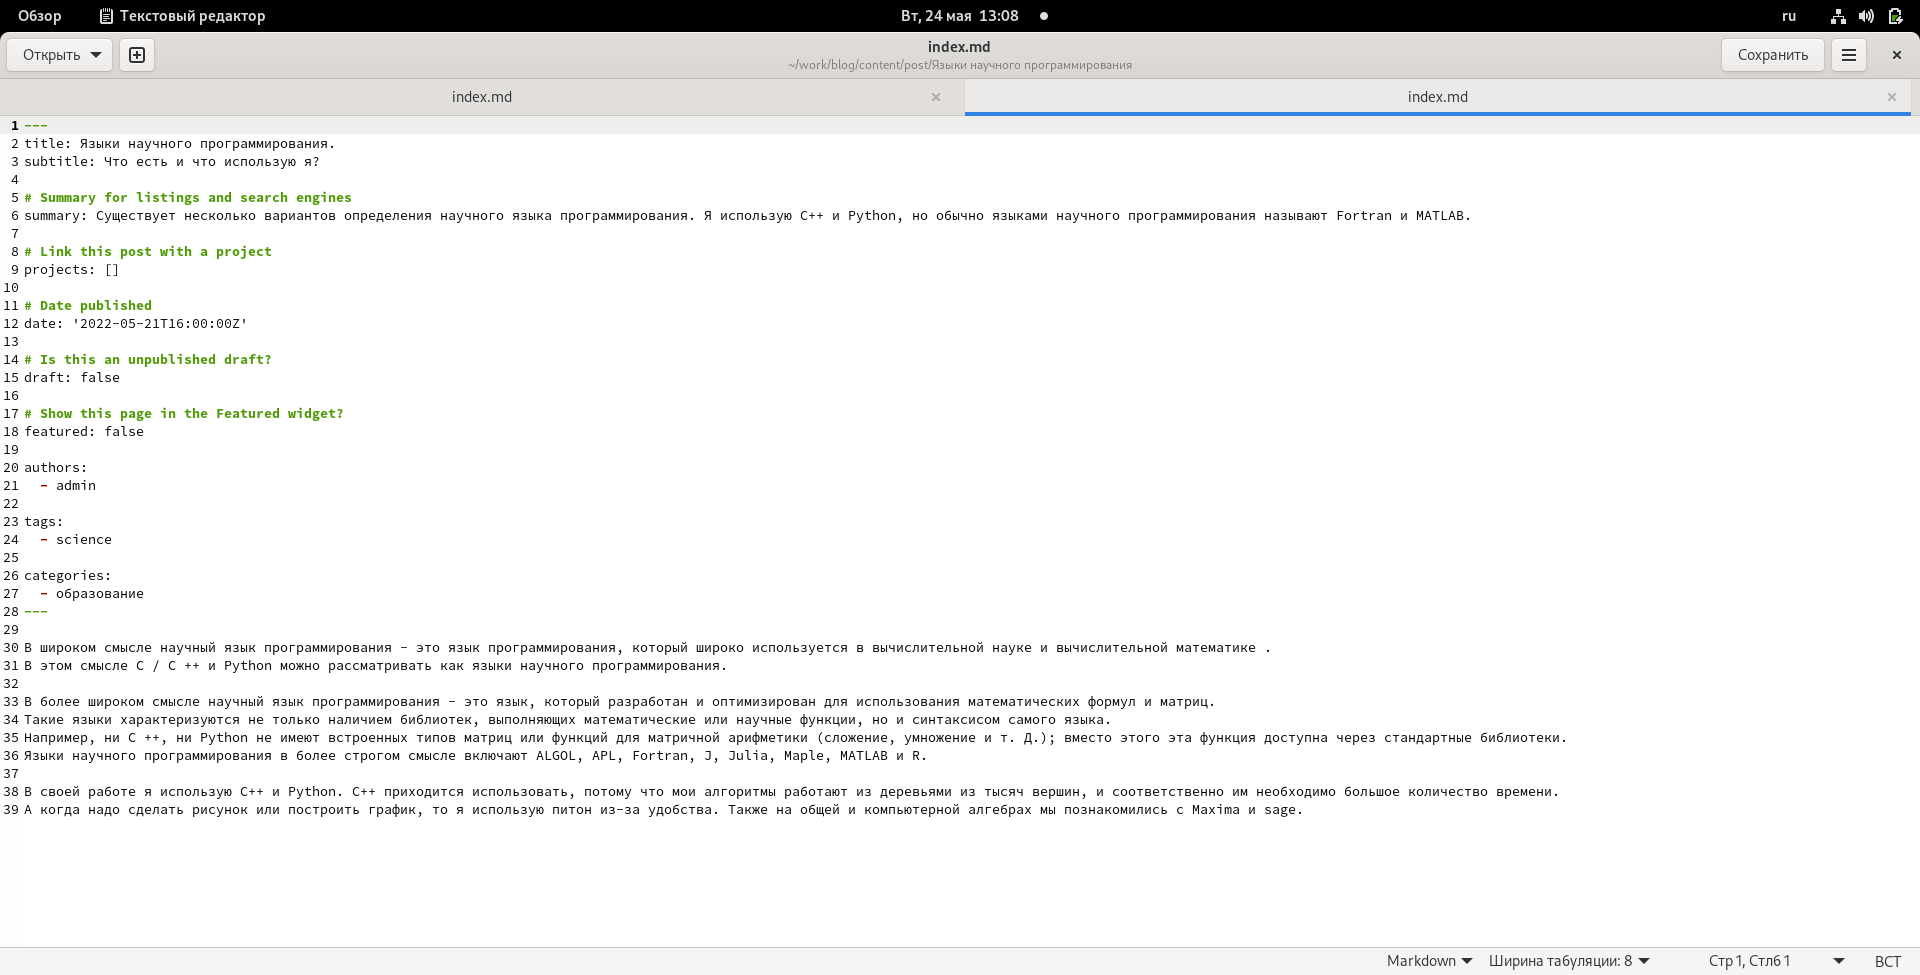 Обзор Текстовый редактор Вт, 24 мая 13:08 ru
Открыть index.md Сохранить
~/work/blog/content/post/Языки научного программирования
index.md index.md
1 ---
2 title: Языки научного программирования.
3 subtitle: Что есть и что использую я?
4
5 # Summary for listings and search engines
6 summary: Существует несколько вариантов определения научного языка программирования. Я использую C++ и Python, но обычно языками научного программирования называют Fortran и MATLAB.
7
8 # Link this post with a project
9 projects: []
10
11 # Date published
12 date: '2022-05-21T16:00:00Z'
13
14 # Is this an unpublished draft?
15 draft: false
16
17 # Show this page in the Featured widget?
18 featured: false
19
20 authors:
21 - admin
22
23 tags:
24 - science
25
26 categories:
27 - образование
28 ---
29
30 В широком смысле научный язык программирования - это язык программирования, который широко используется в вычислительной науке и вычислительной математике .
31 В этом смысле C / C ++ и Python можно рассматривать как языки научного программирования.
32
33 В более широком смысле научный язык программирования - это язык, который разработан и оптимизирован для использования математических формул и матриц.
34 Такие языки характеризуются не только наличием библиотек, выполняющих математические или научные функции, но и синтаксисом самого языка.
35 Например, ни C ++, ни Python не имеют встроенных типов матриц или функций для матричной арифметики (сложение, умножение и т. Д.); вместо этого эта функция доступна через стандартные библиотеки.
36 Языки научного программирования в более строгом смысле включают ALGOL, APL, Fortran, J, Julia, Maple, MATLAB и R.
37
38 В своей работе я использую C++ и Python. C++ приходится использовать, потому что мои алгоритмы работают из деревьями из тысяч вершин, и соответственно им необходимо большое количество времени.
39 А когда надо сделать рисунок или построить график, то я использую питон из-за удобства. Также на общей и компьютерной алгебрах мы познакомились с Maxima и sage.
Markdown Ширина табуляции: 8 Стр 1, Стлб 1 ВСТ